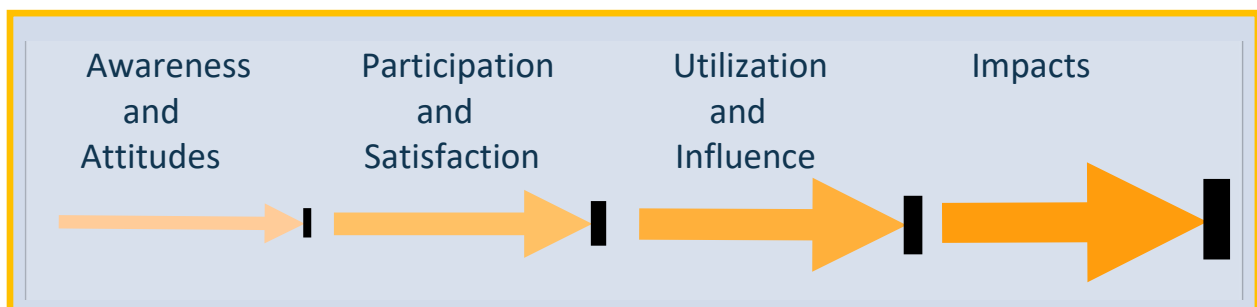 Awareness and Attitudes
Participation and Satisfaction
Utilization and Influence
Impacts